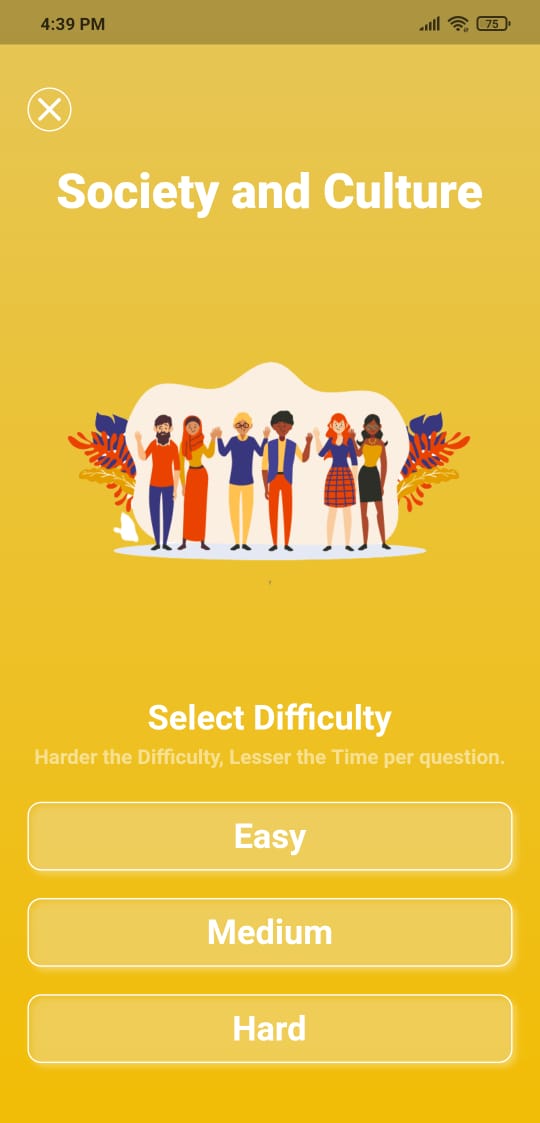 4:39 PM
75
Society and Culture
,
Select Difficulty
Harder the Difficulty, Lesser the Time per question.
Easy
Medium
Hard